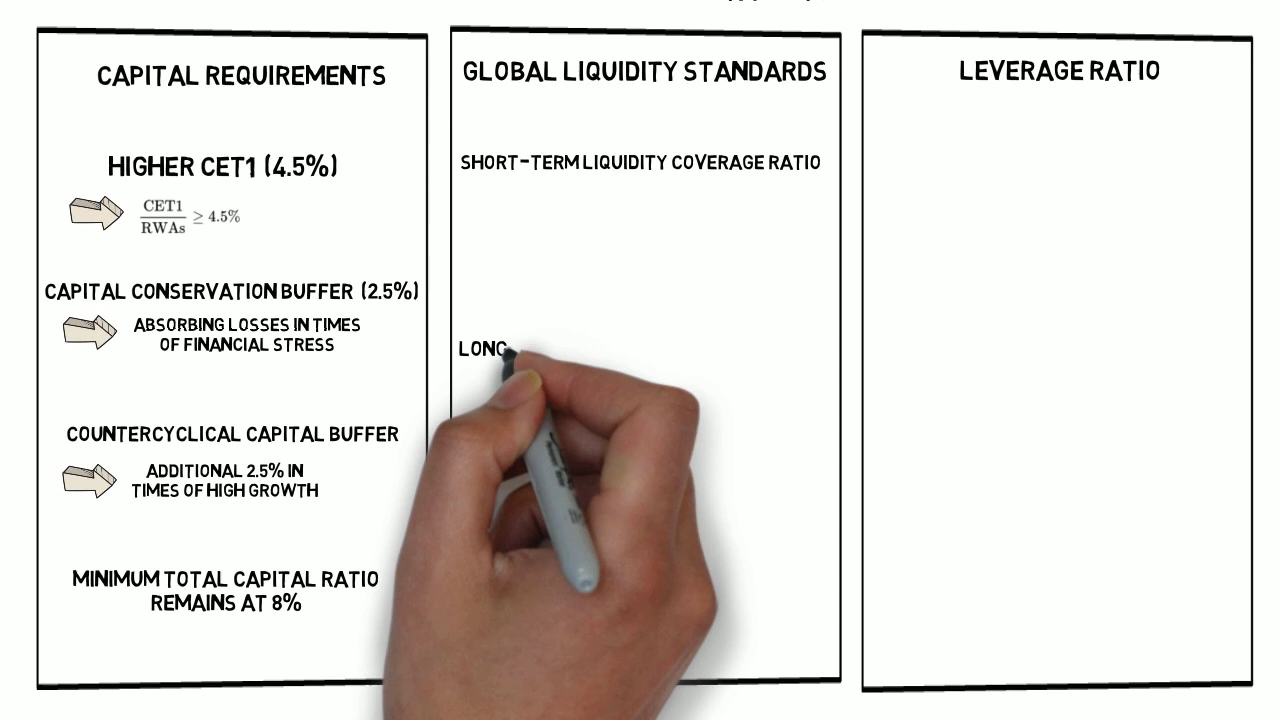 CAPITAL REQUIREMENTS
HIGHER CET1 (4.5%)
CET1
RWAs
≥ 4.5%
CAPITAL CONSERVATION BUFFER (2.5%)
ABSORBING LOSSES IN TIMES
OF FINANCIAL STRESS
COUNTERCYCLICAL CAPITAL BUFFER
ADDITIONAL 2.5% IN
TIMES OF HIGH GROWTH
MINIMUM TOTAL CAPITAL RATIO
REMAINS AT 8%
GLOBAL LIQUIDITY STANDARDS
SHORT-TERM LIQUIDITY COVERAGE RATIO
LONG
LEVERAGE RATIO